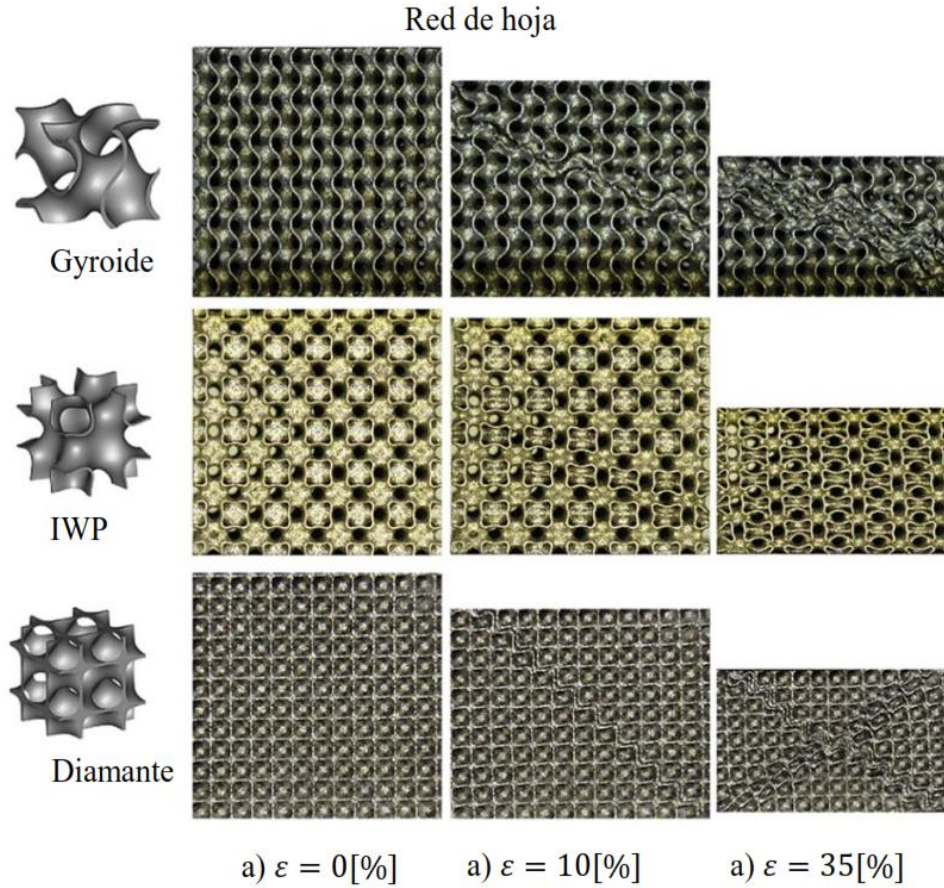 Red de hoja
Gyroide
IWP
Diamante
a) 𝜀 = 0[%]
a) 𝜀 = 10[%]
a) 𝜀 = 35[%]